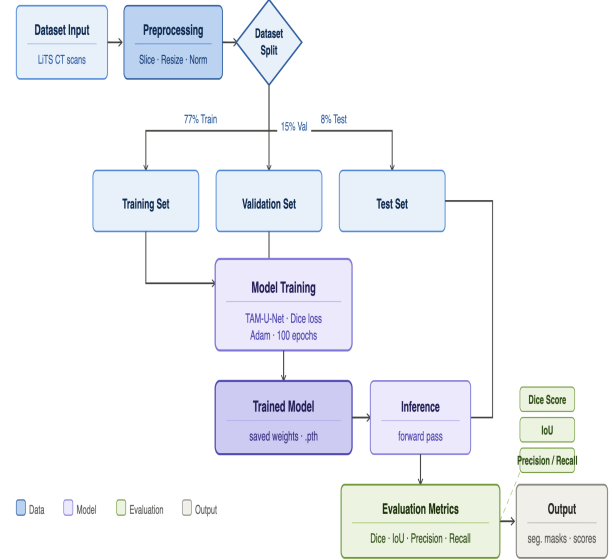 Dataset Input
LiTS CT scans
Preprocessing
Slice · Resize · Norm
Dataset
Split
77% Train
15% Val
8% Test
Training Set
Validation Set
Test Set
Model Training
TAM-U-Net · Dice loss
Adam · 100 epochs
Trained Model
saved weights · .pth
Inference
forward pass
Dice Score
IoU
Precision / Recall
Evaluation Metrics
Dice · IoU · Precision · Recall
Output
seg. masks · scores
Data
Model
Evaluation
Output